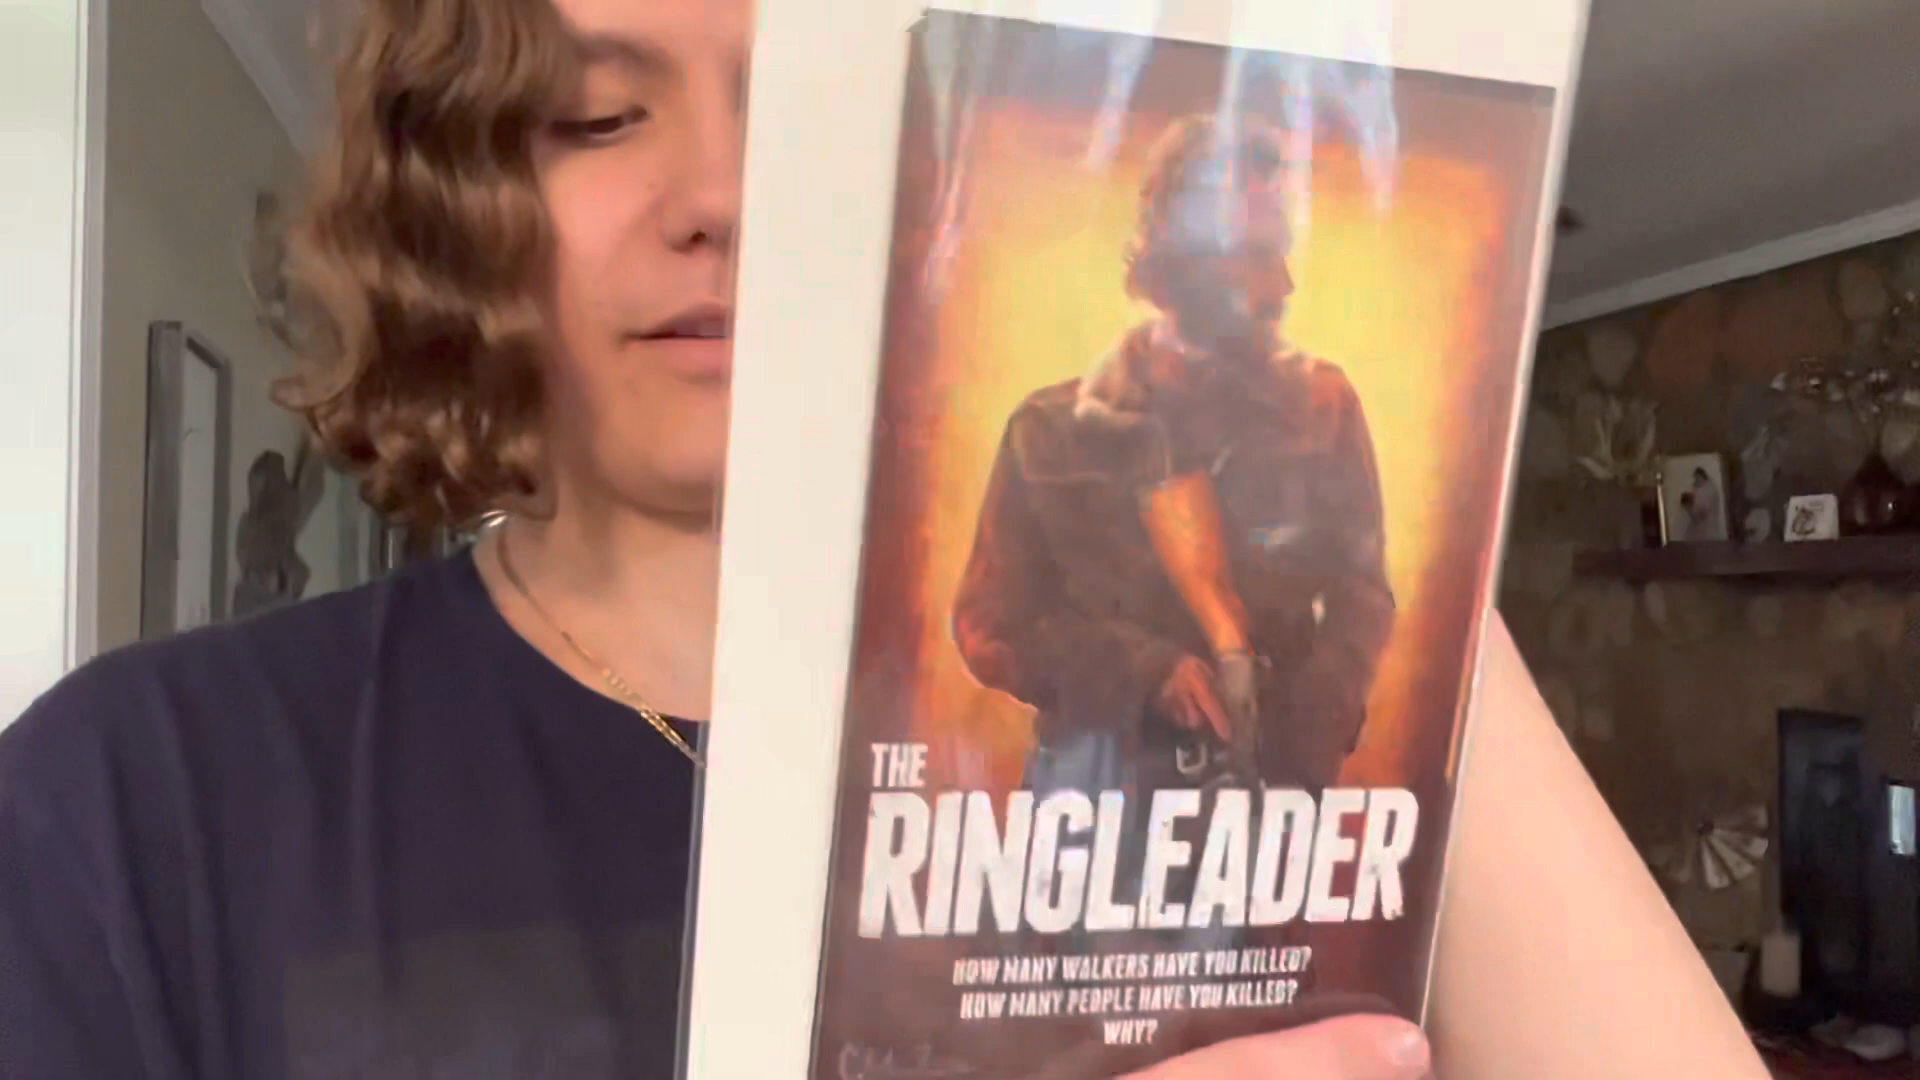 THE
RINGLEADER
HOW MANY WALKERS HAVE YOU KILLED?
HOW MANY PEOPLE HAVE YOU KILLED?
WHY?